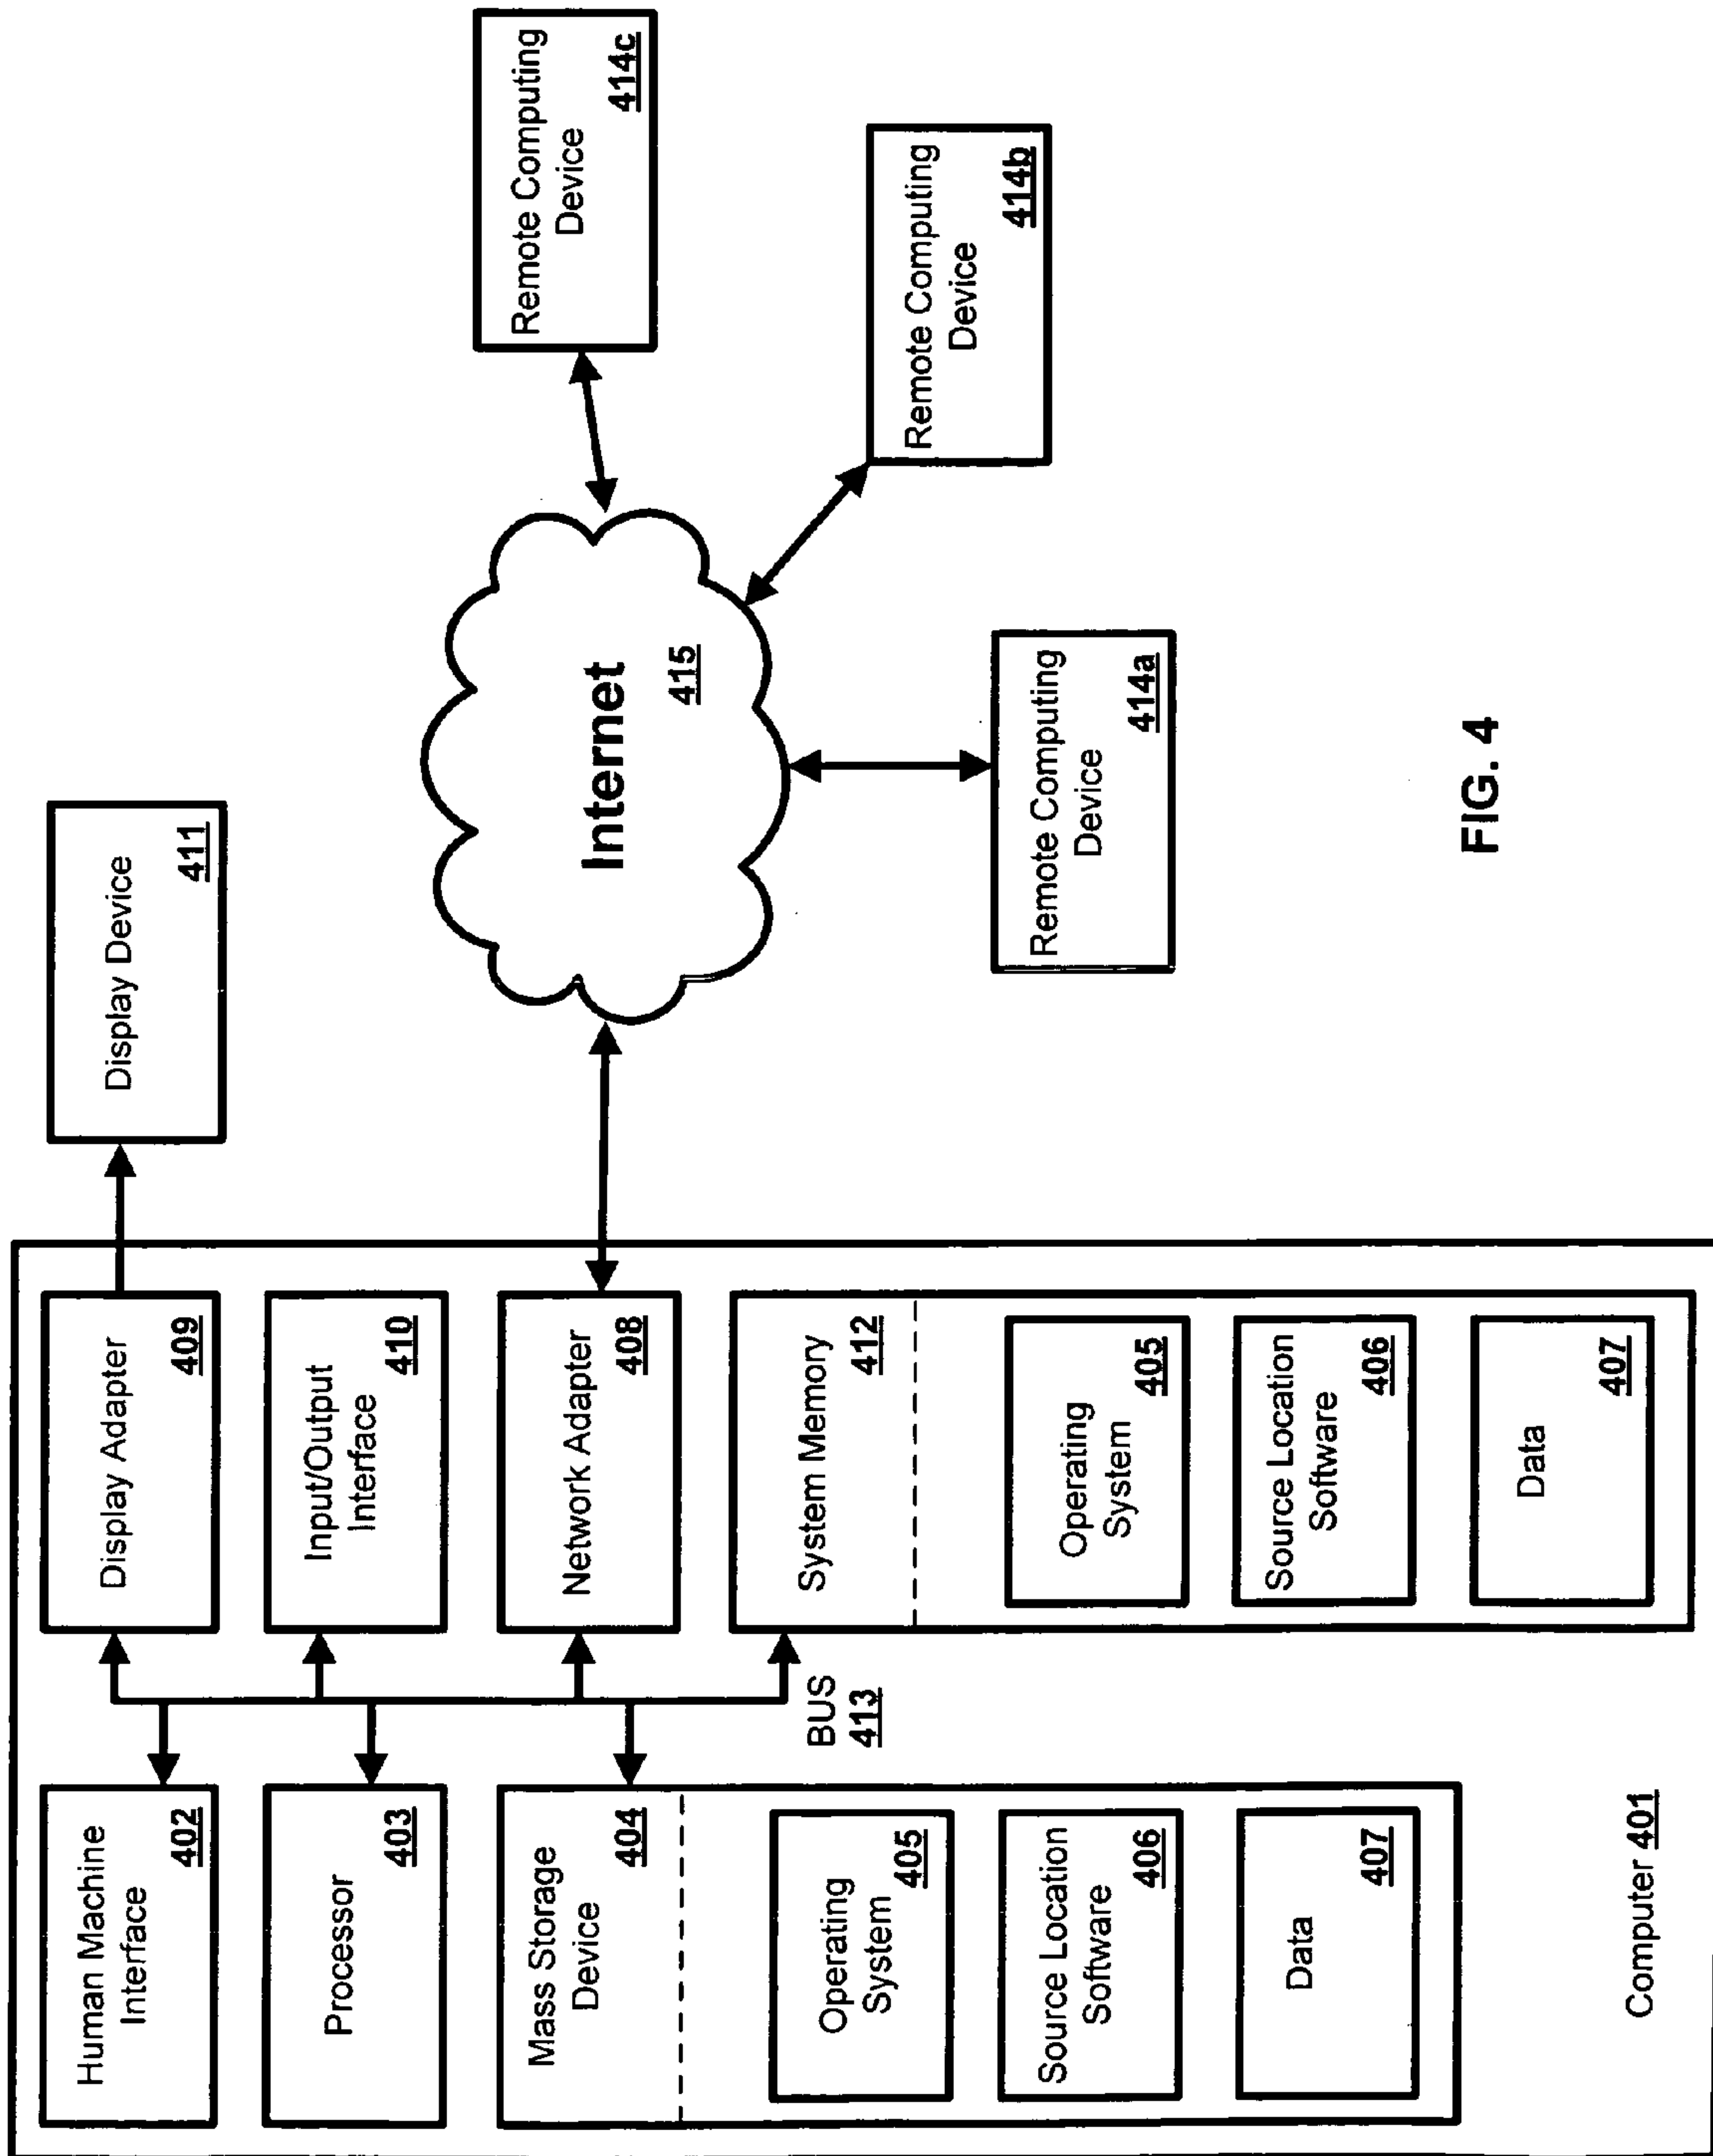 Human Machine
Interface
402
Processor
403
Mass Storage
Device
404
Operating
System
405
Source Location
Software
406
Data
407
Computer 401
BUS
413
Display Adapter
409
Input/Output
Interface
410
Network Adapter
408
System Memory
412
Operating
System
405
Source Location
Software
406
Data
407
Display Device
411
Internet
415
Remote Computing
Device
414a
Remote Computing
Device
414b
Remote Computing
Device
414c
FIG. 4